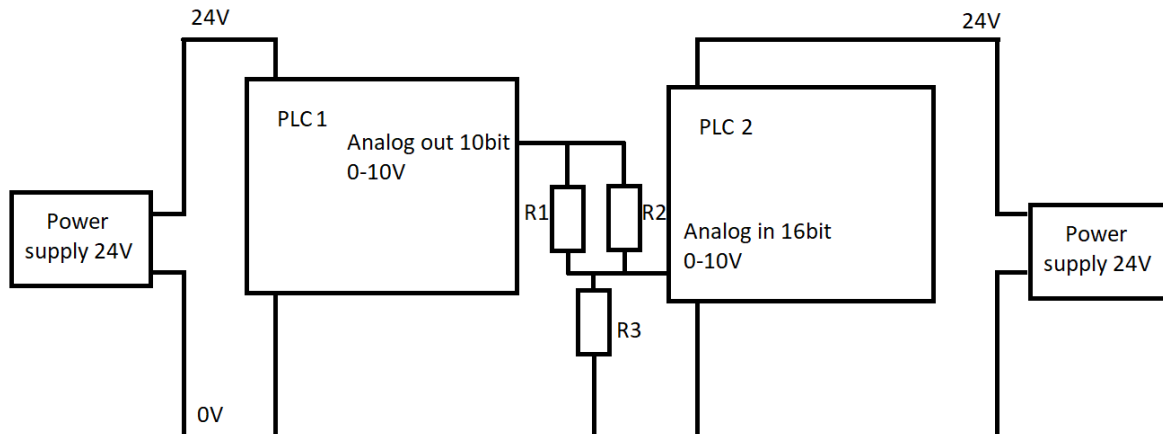 24V
24V
PLC 1
Analog out 10bit
0-10V
PLC 2
R1
R2
Power
supply 24V
Analog in 16bit
0-10V
Power
supply 24V
R3
0V